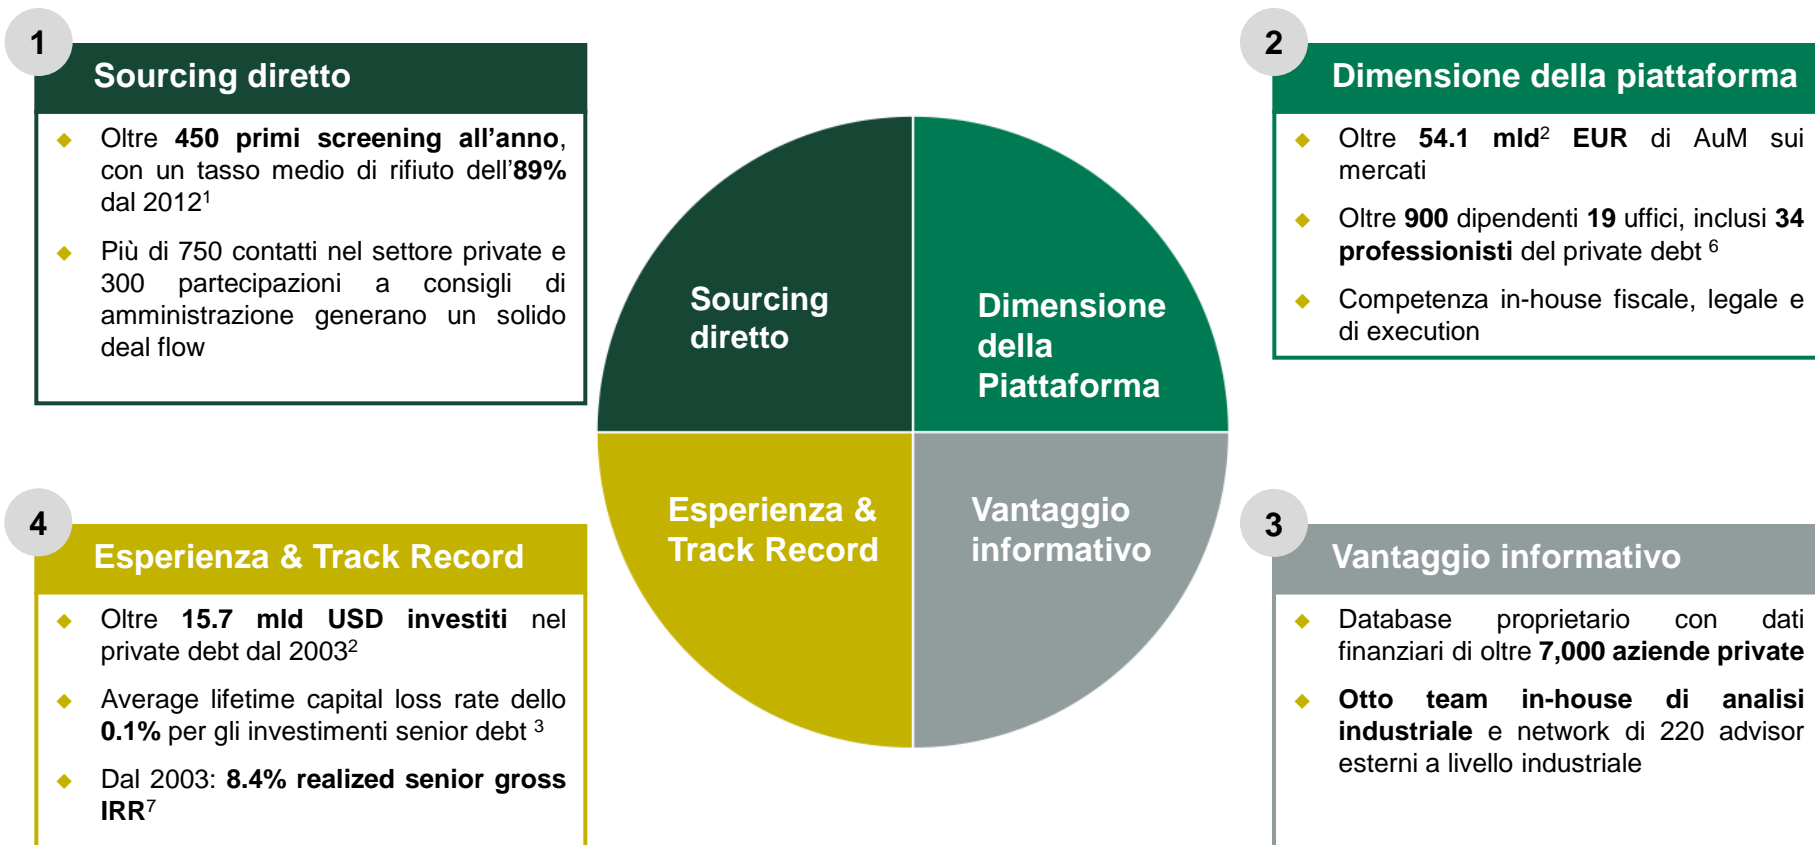 1
Sourcing diretto
◆ Oltre 450 primi screening all’anno,
con un tasso medio di rifiuto dell’89%
dal 2012¹
◆ Più di 750 contatti nel settore private e
300 partecipazioni a consigli di
amministrazione generano un solido
deal flow
2
Dimensione della piattaforma
◆ Oltre 54.1 mld² EUR di AuM sui
mercati
◆ Oltre 900 dipendenti 19 uffici, inclusi 34
professionisti del private debt ⁶
◆ Competenza in-house fiscale, legale e
di execution
Sourcing
diretto
Dimensione
della
Piattaforma
Esperienza &
Track Record
Vantaggio
informativo
4
Esperienza & Track Record
◆ Oltre 15.7 mld USD investiti nel
private debt dal 2003²
◆ Average lifetime capital loss rate dello
0.1% per gli investimenti senior debt ³
◆ Dal 2003: 8.4% realized senior gross
IRR⁷
3
Vantaggio informativo
◆ Database proprietario con dati
finanziari di oltre 7,000 aziende private
◆ Otto team in-house di analisi
industriale e network di 220 advisor
esterni a livello industriale